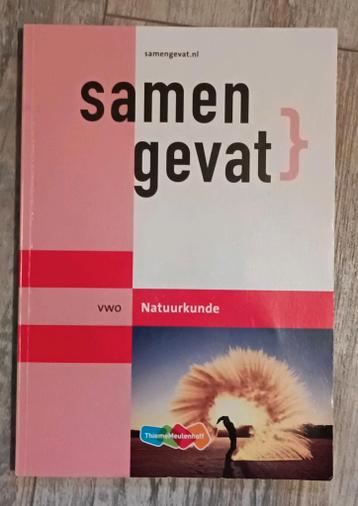 samengevat.nl
samen
gevat}
vwo Natuurkunde
ThiemeMeulenhoff